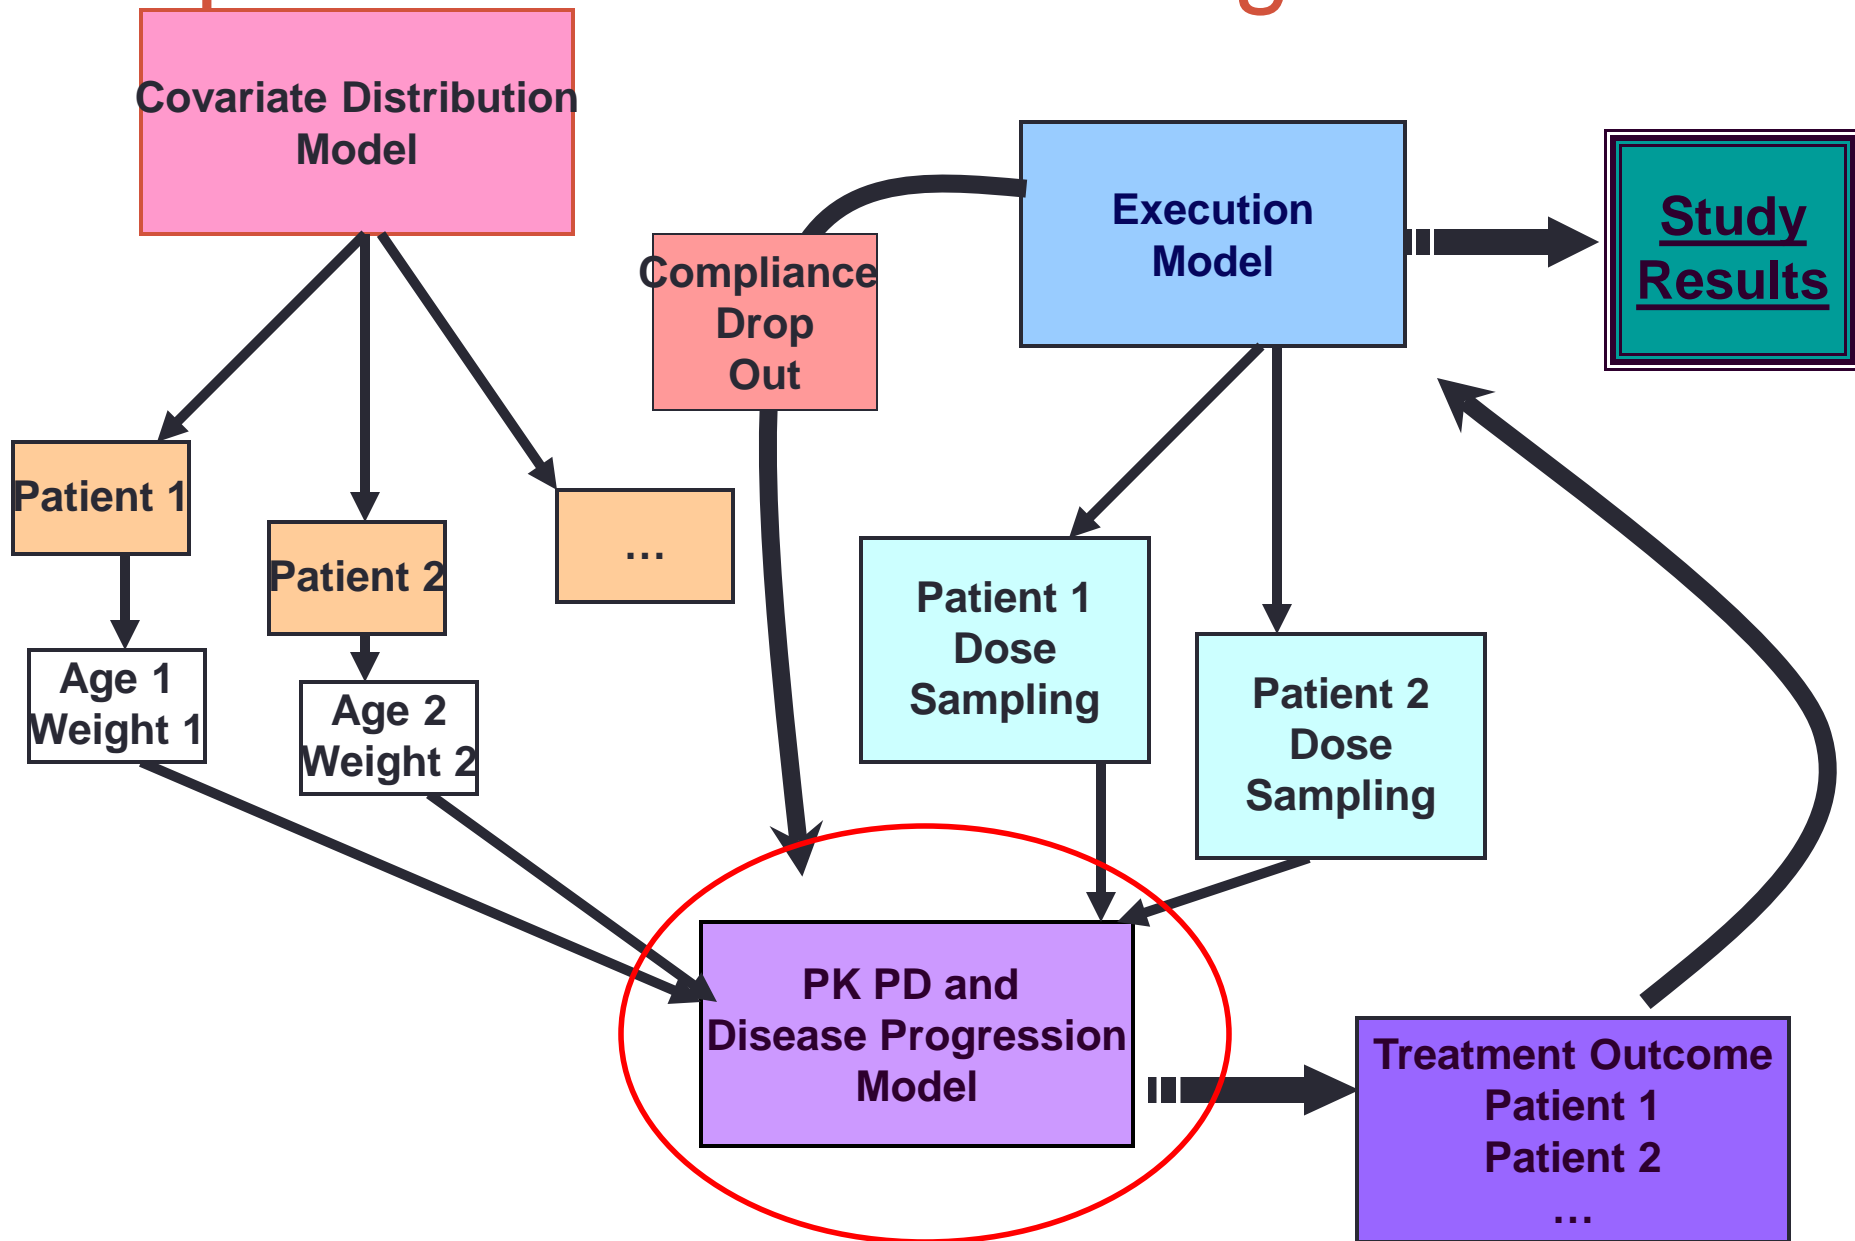 Covariate Distribution
Model
Execution
Model
Study
Results
Compliance
Drop
Out
Patient 1
Patient 2
…
Age 1
Weight 1
Age 2
Weight 2
Patient 1
Dose
Sampling
Patient 2
Dose
Sampling
PK PD and
Disease Progression
Model
Treatment Outcome
Patient 1
Patient 2
…